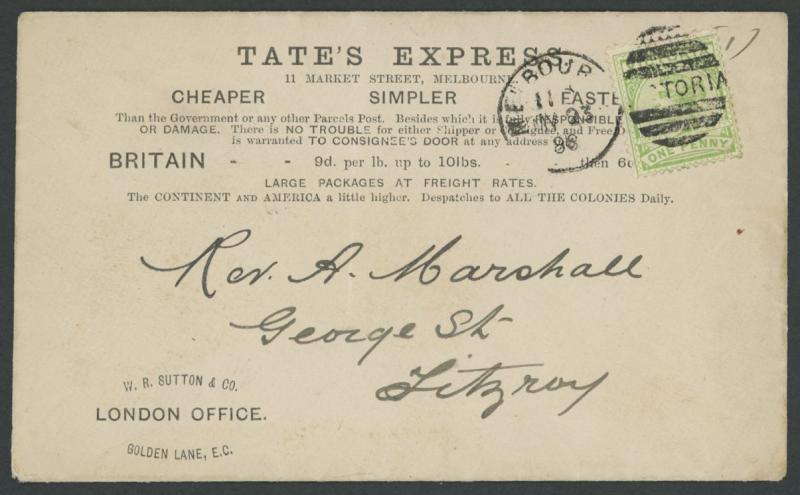 TATE'S EXPRESS.
11 MARKET STREET, MELBOURNE.
CHEAPER SIMPLER EASTE
Than the Government or any other Parcels Post. Besides which it is fully RESPONSIBLE
OR DAMAGE. There is NO TROUBLE for either Shipper or Consignee, and Free D
is warranted TO CONSIGNEE'S DOOR at any address
BRITAIN - - 9d. per lb. up to 10lbs. - - then 6d
LARGE PACKAGES AT FREIGHT RATES.
The CONTINENT AND AMERICA a little higher. Despatches to ALL THE COLONIES Daily.
MELBOUR
11
23
96
TORIA
ONE PENNY
Rev. A. Marshall
George St
Fitzroy
W. R. SUTTON & CO.
LONDON OFFICE.
GOLDEN LANE, E.C.